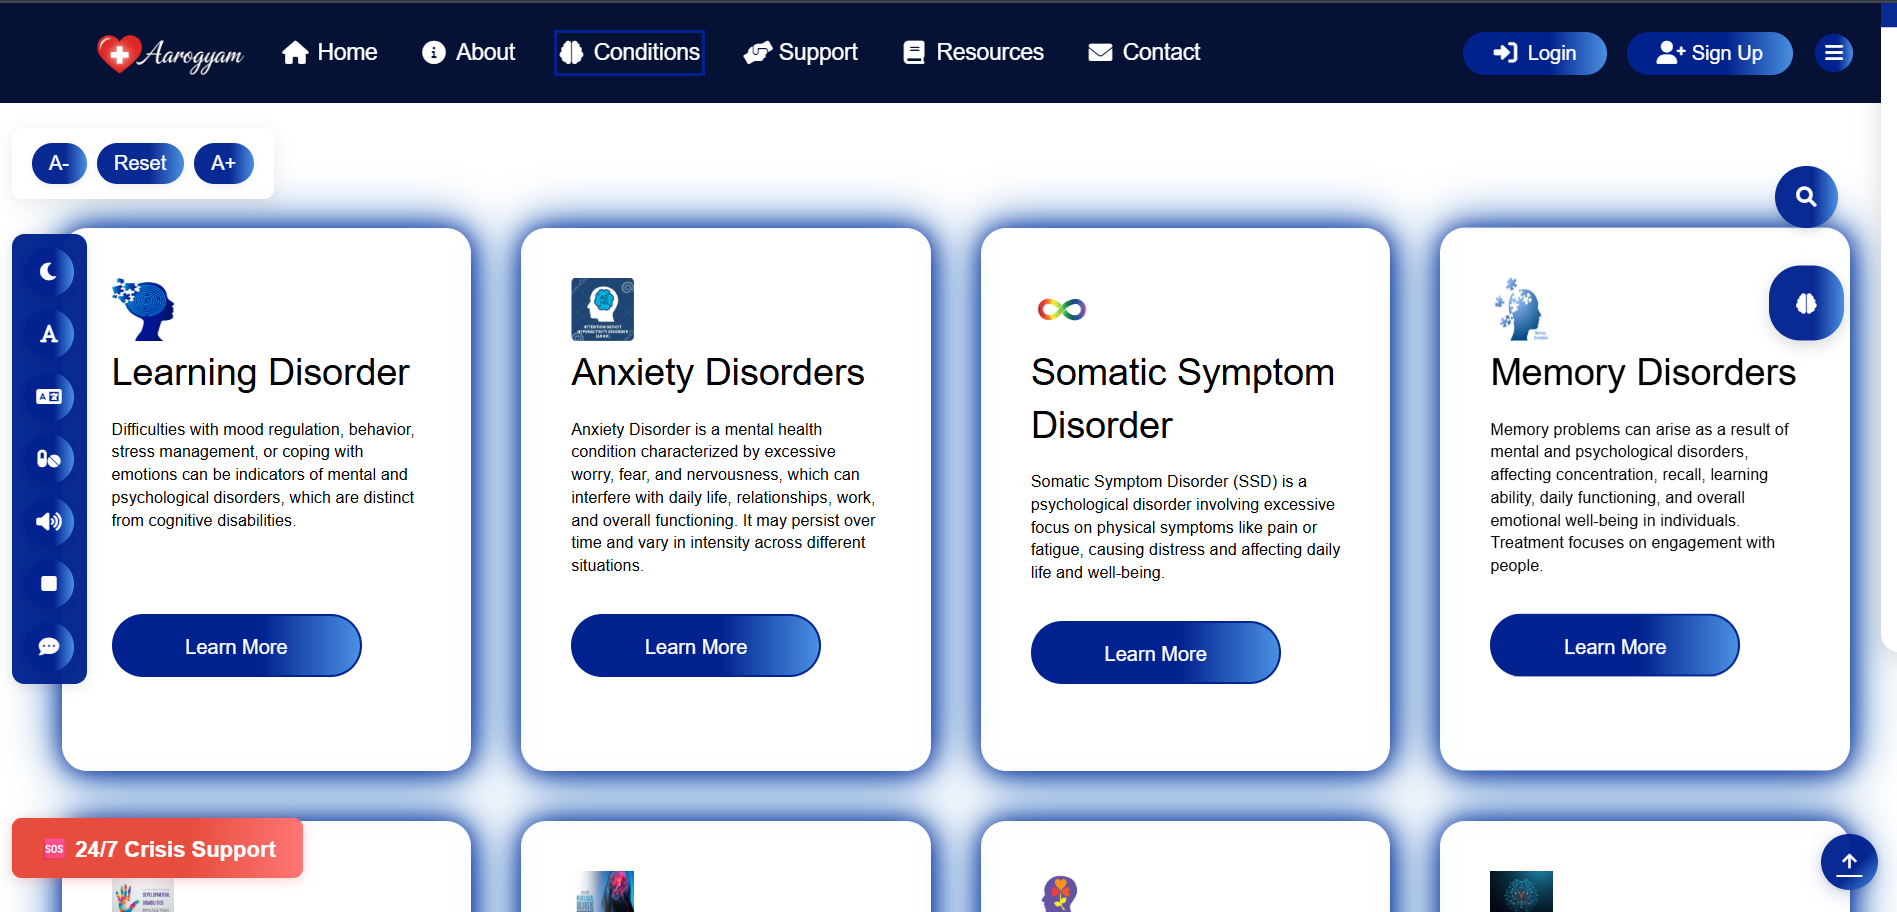 Aarogyam
Home
About
Conditions
Support
Resources
Contact
Login
Sign Up
A-
Reset
A+
A
Learning Disorder
Difficulties with mood regulation, behavior,
stress management, or coping with
emotions can be indicators of mental and
psychological disorders, which are distinct
from cognitive disabilities.
Learn More
ATTENTION DEFICIT
HYPERACTIVITY DISORDER
(ADHD)
Anxiety Disorders
Anxiety Disorder is a mental health
condition characterized by excessive
worry, fear, and nervousness, which can
interfere with daily life, relationships, work,
and overall functioning. It may persist over
time and vary in intensity across different
situations.
Learn More
Somatic Symptom
Disorder
Somatic Symptom Disorder (SSD) is a
psychological disorder involving excessive
focus on physical symptoms like pain or
fatigue, causing distress and affecting daily
life and well-being.
Learn More
Memory Disorders
Memory problems can arise as a result of
mental and psychological disorders,
affecting concentration, recall, learning
ability, daily functioning, and overall
emotional well-being in individuals.
Treatment focuses on engagement with
people.
Learn More
SOS 24/7 Crisis Support
DEVELOPMENTAL
DISABILITIES